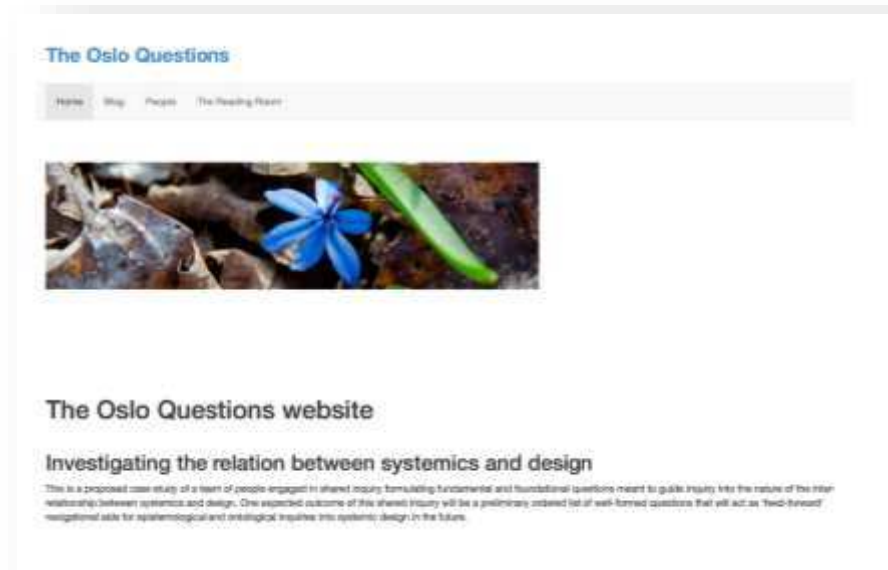 The Oslo Questions
Home Blog People The Reading Room
The Oslo Questions website
Investigating the relation between systemics and design
This is a proposed case study of a team of people engaged in shared inquiry formulating fundamental and foundational questions meant to guide inquiry into the nature of the inter-
relationship between systemics and design. One expected outcome of this shared inquiry will be a preliminary ordered list of well-formed questions that will act as 'feed-forward'
navigational aids for epistemological and ontological inquiries into systemic design in the future.